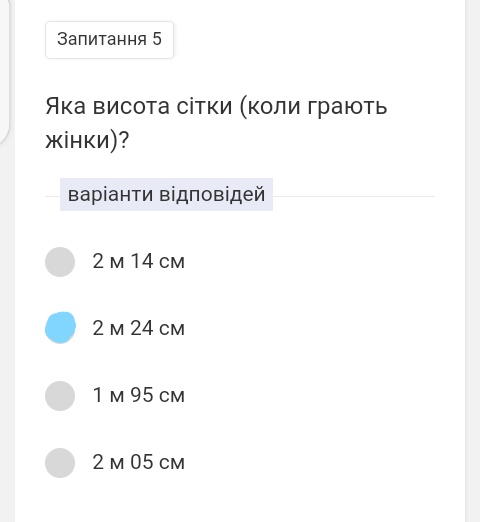 Запитання 5
Яка висота сітки (коли грають
жінки)?
варіанти відповідей
2 м 14 см
2 м 24 см
1 м 95 см
2 м 05 см